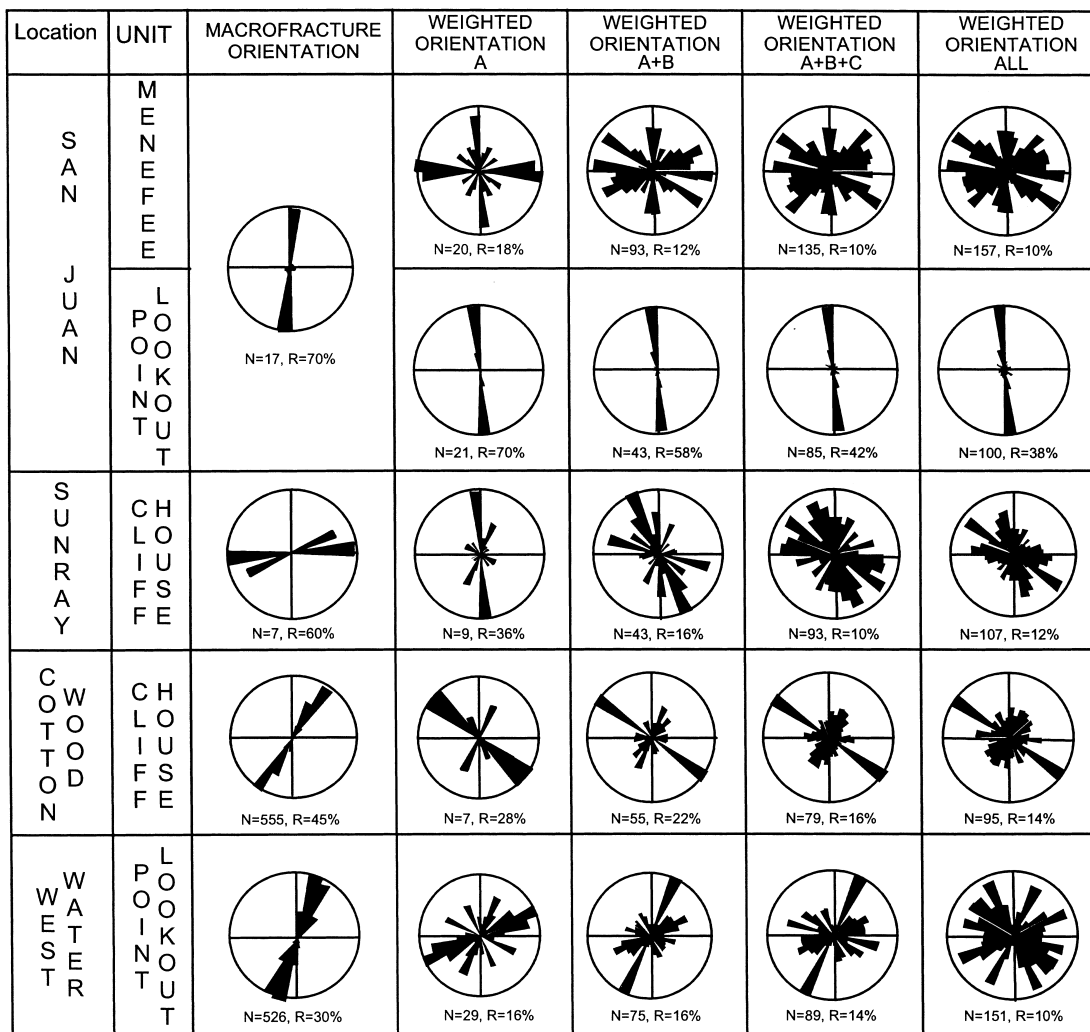 Location UNIT MACROFRACTURE ORIENTATION WEIGHTED ORIENTATION A WEIGHTED ORIENTATION A+B WEIGHTED ORIENTATION A+B+C WEIGHTED ORIENTATION ALL
SAN JUAN
MENEFEE
N=17, R=70%
N=20, R=18% N=93, R=12% N=135, R=10% N=157, R=10%
POINT LOOKOUT
N=21, R=70% N=43, R=58% N=85, R=42% N=100, R=38%
SUNRAY
CLIFF HOUSE
N=7, R=60% N=9, R=36% N=43, R=16% N=93, R=10% N=107, R=12%
COTTON WOOD
CLIFF HOUSE
N=555, R=45% N=7, R=28% N=55, R=22% N=79, R=16% N=95, R=14%
WEST WATER
POINT LOOKOUT
N=526, R=30% N=29, R=16% N=75, R=16% N=89, R=14% N=151, R=10%